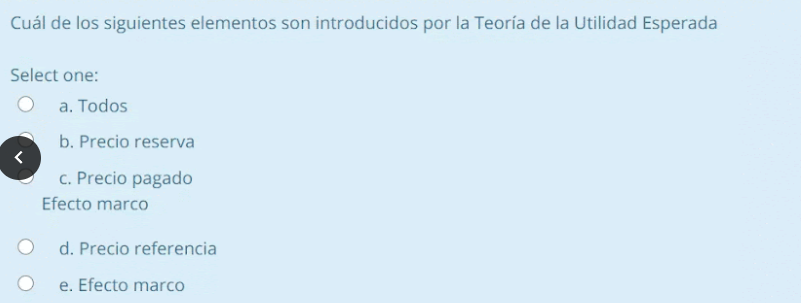 Cuál de los siguientes elementos son introducidos por la Teoría de la Utilidad Esperada
Select one:
a. Todos
b. Precio reserva
c. Precio pagado
Efecto marco
d. Precio referencia
e. Efecto marco